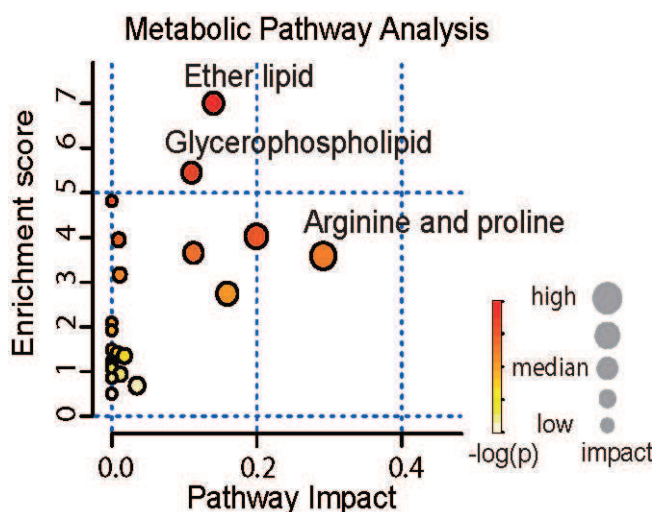 Metabolic Pathway Analysis
Ether lipid
Glycerophospholipid
Arginine and proline
Enrichment score
7
6
5
4
3
2
1
0
0.0 0.2 0.4
Pathway Impact
high
median
low
-log(p) impact